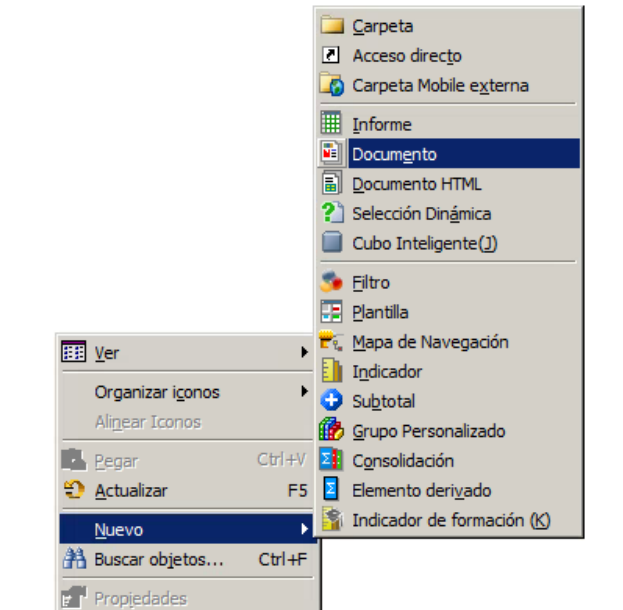 Carpeta
Acceso directo
Carpeta Mobile externa
Informe
Documento
Documento HTML
Selección Dinámica
Cubo Inteligente(J)
Filtro
Plantilla
Mapa de Navegación
Indicador
Subtotal
Grupo Personalizado
Consolidación
Elemento derivado
Indicador de formación (K)
Ver
Organizar iconos
Alinear Iconos
Pegar Ctrl+V
Actualizar F5
Nuevo
Buscar objetos... Ctrl+F
Propiedades